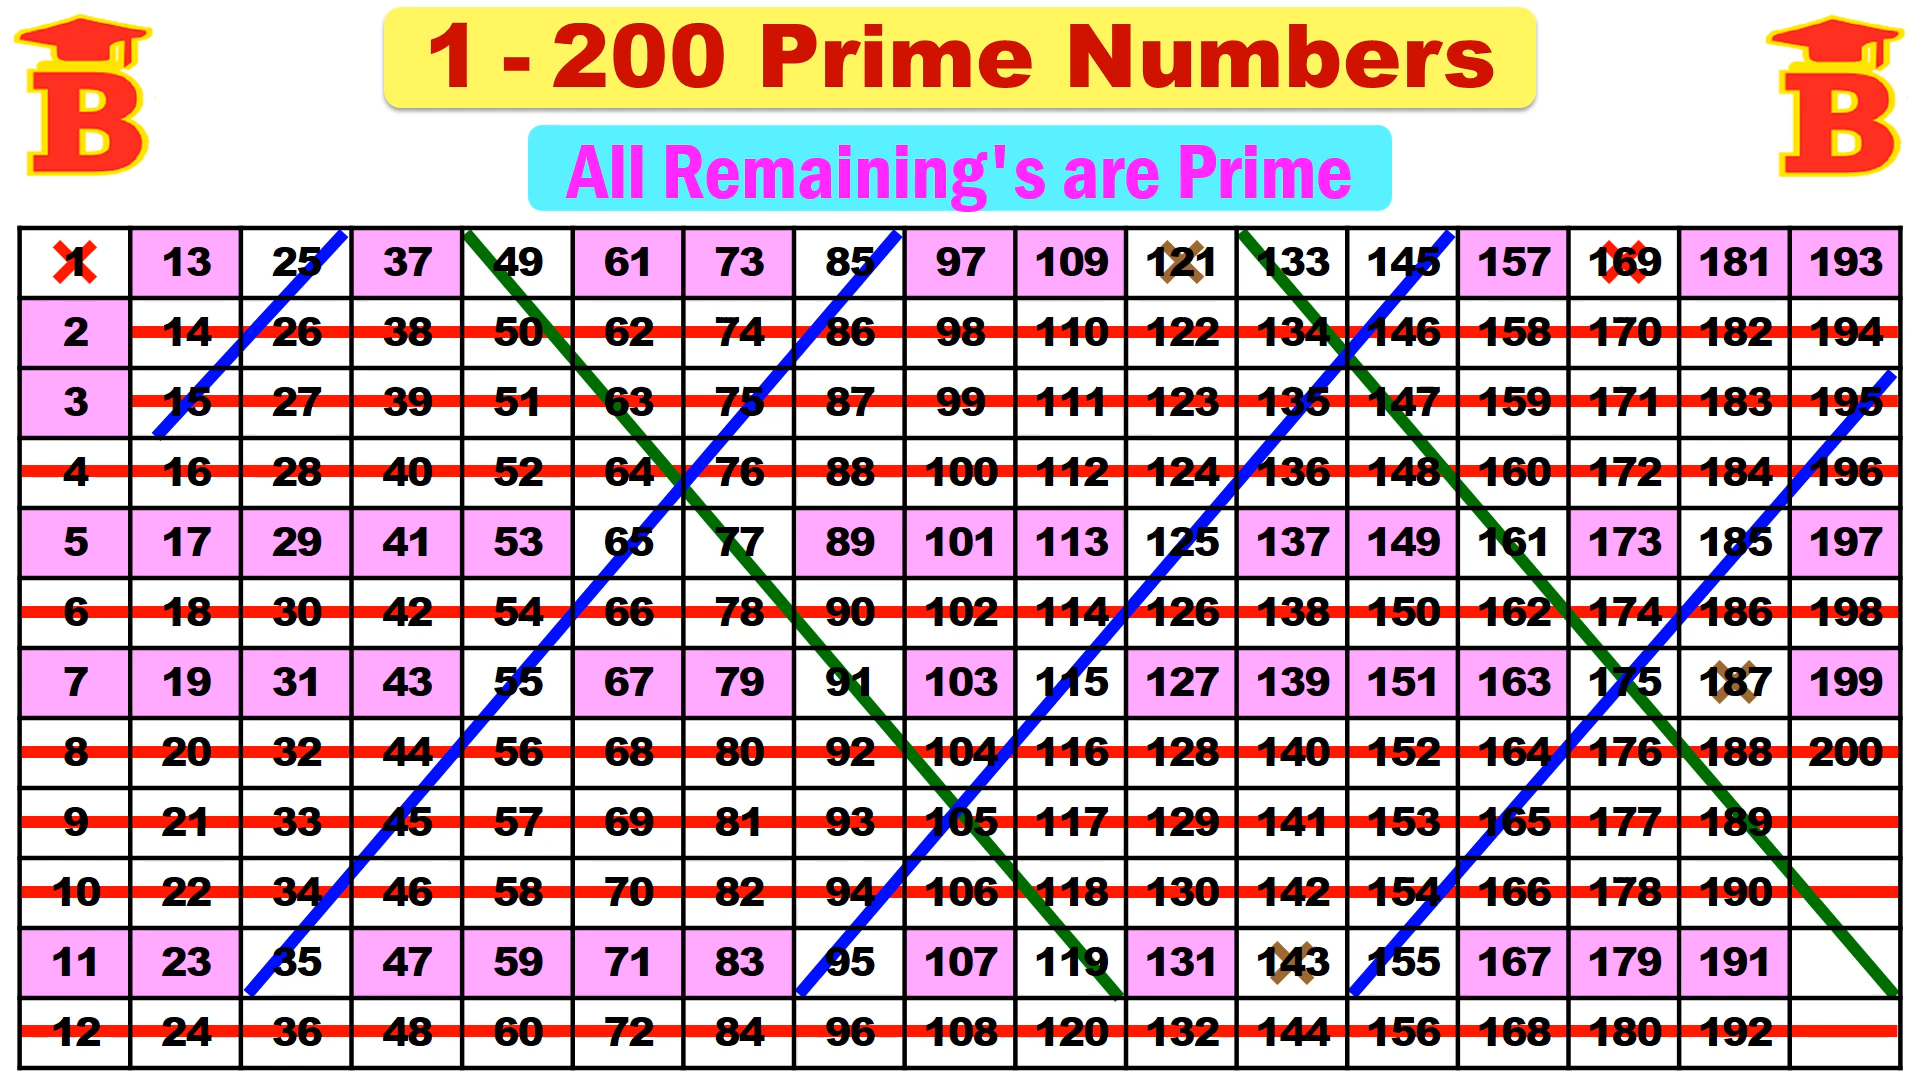 B
1 - 200 Prime Numbers
B
All Remaining's are Prime
1 13 25 37 49 61 73 85 97 109 121 133 145 157 169 181 193
2 14 26 38 50 62 74 86 98 110 122 134 146 158 170 182 194
3 15 27 39 51 63 75 87 99 111 123 135 147 159 171 183 195
4 16 28 40 52 64 76 88 100 112 124 136 148 160 172 184 196
5 17 29 41 53 65 77 89 101 113 125 137 149 161 173 185 197
6 18 30 42 54 66 78 90 102 114 126 138 150 162 174 186 198
7 19 31 43 55 67 79 91 103 115 127 139 151 163 175 187 199
8 20 32 44 56 68 80 92 104 116 128 140 152 164 176 188 200
9 21 33 45 57 69 81 93 105 117 129 141 153 165 177 189
10 22 34 46 58 70 82 94 106 118 130 142 154 166 178 190
11 23 35 47 59 71 83 95 107 119 131 143 155 167 179 191
12 24 36 48 60 72 84 96 108 120 132 144 156 168 180 192